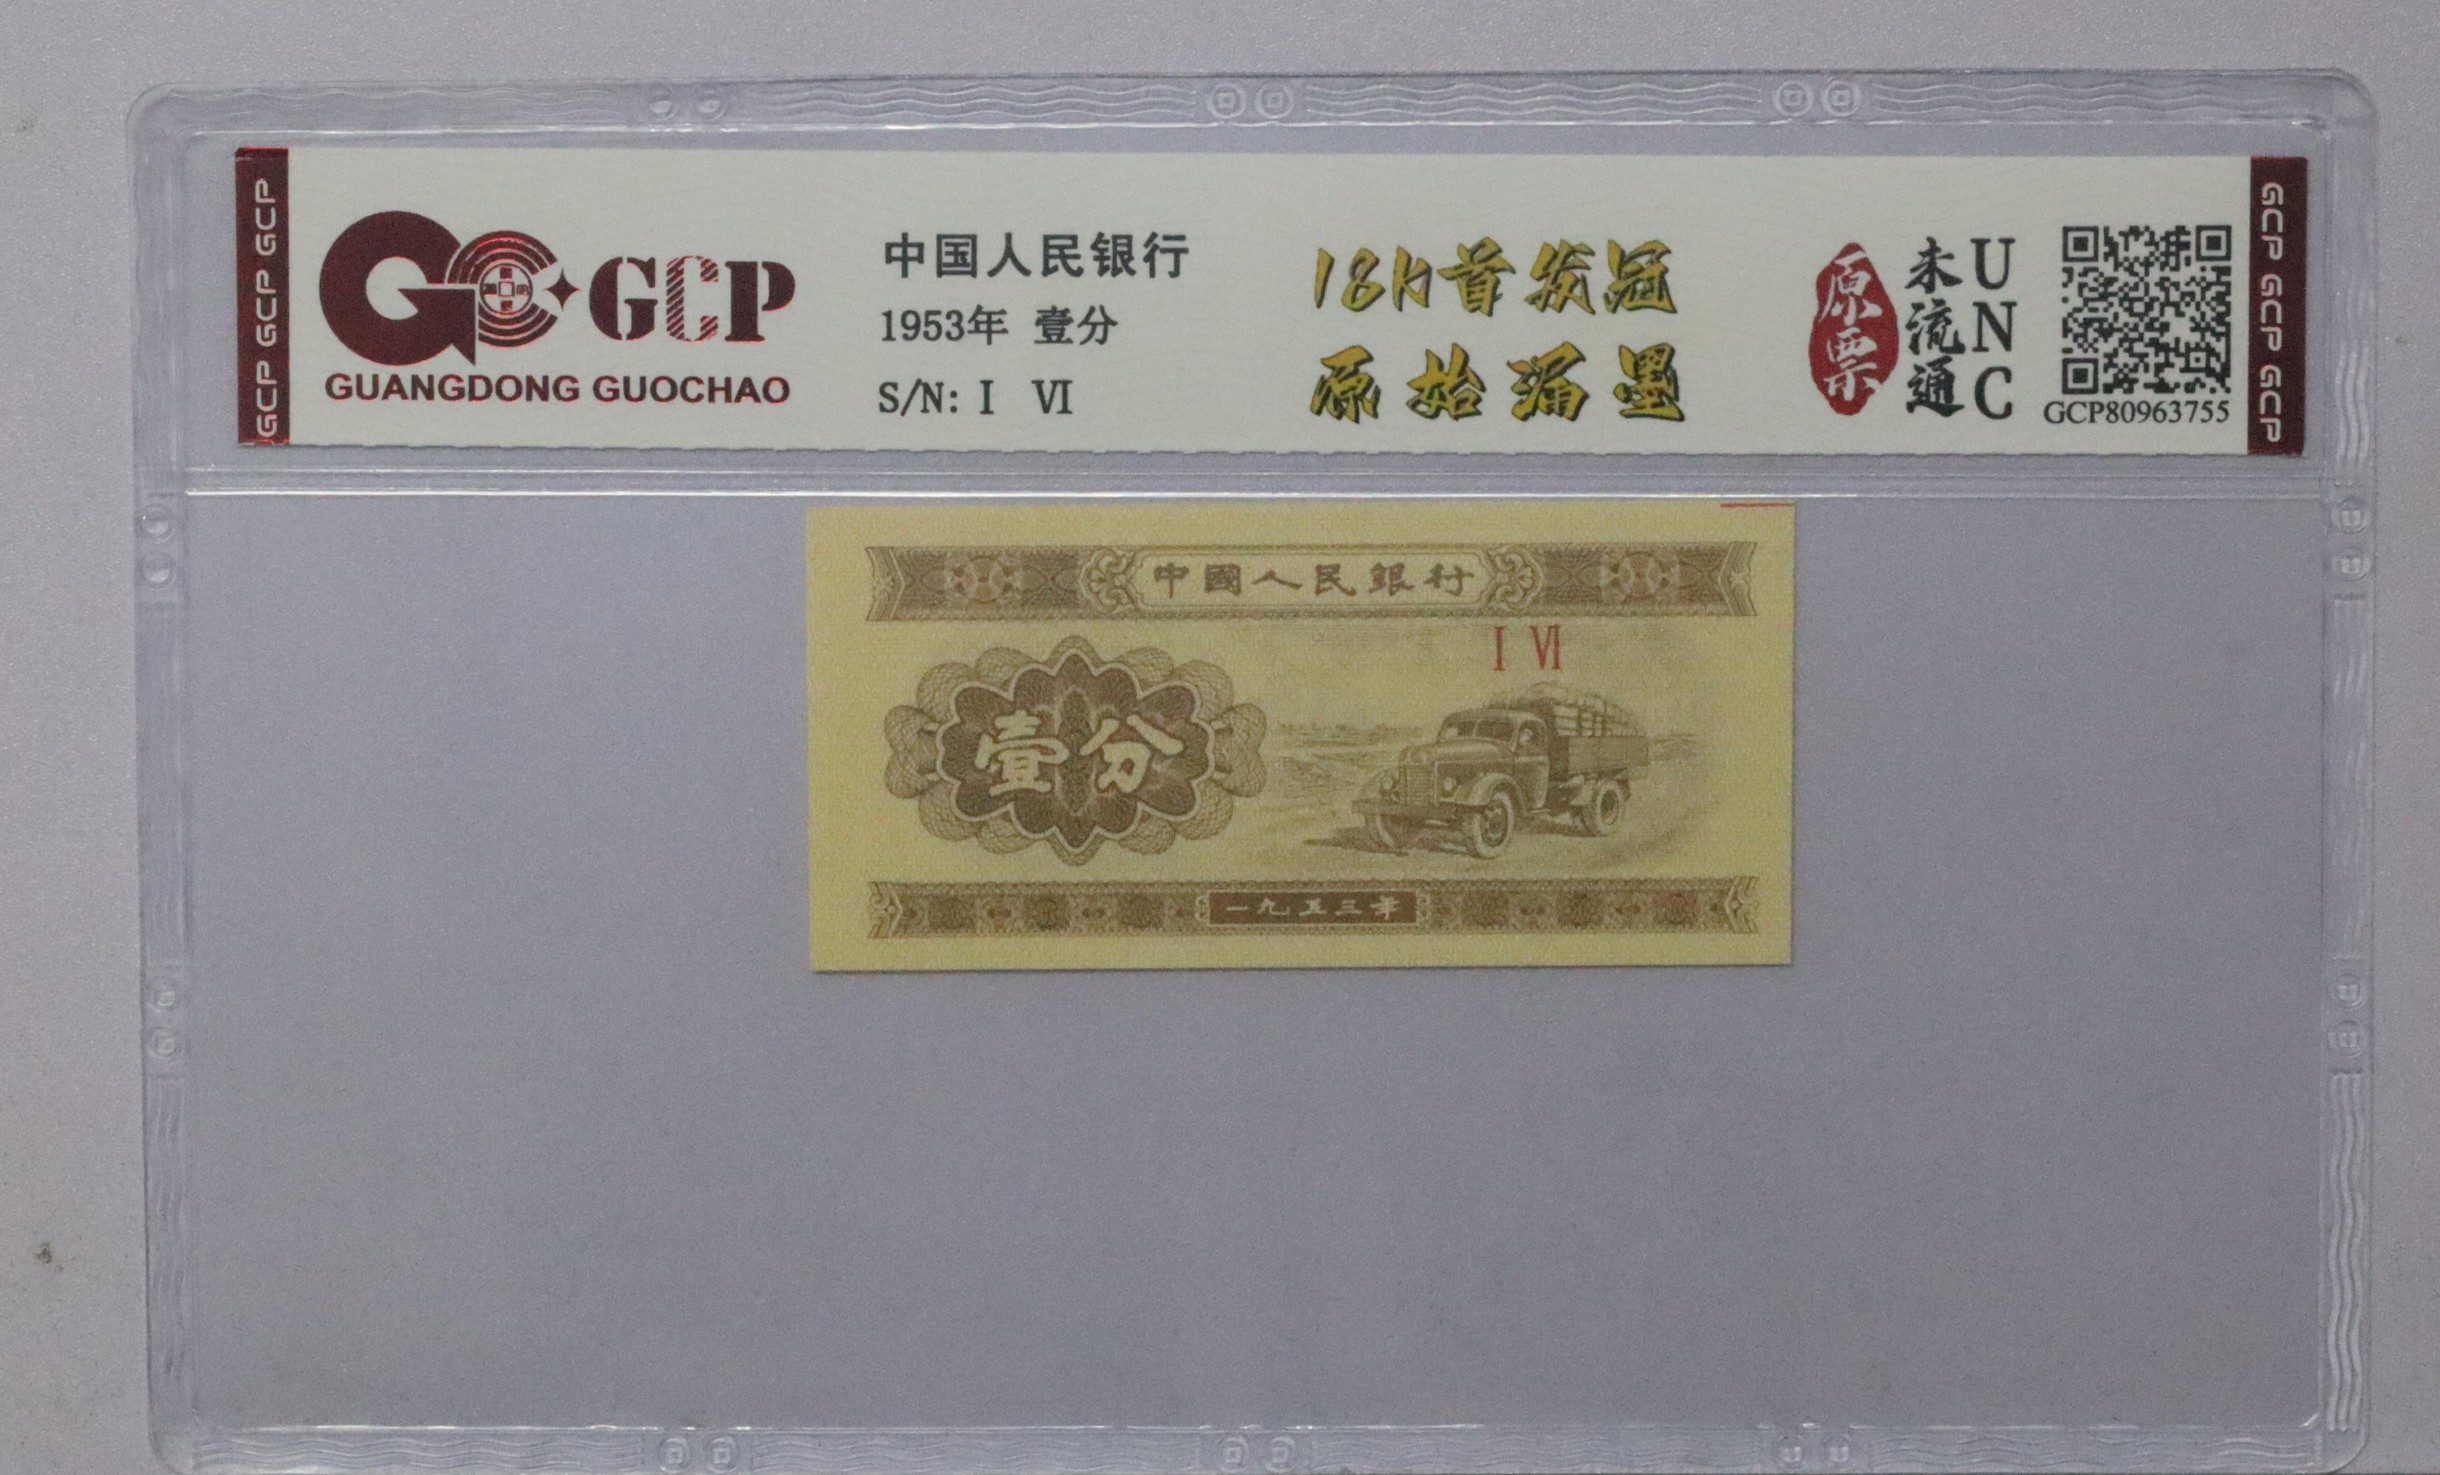 GCP GCP GCP
GCP
GUANGDONG GUOCHAO
中国人民银行
1953年 壹分
S/N: Ⅰ Ⅵ
18k首发冠
原始漏墨
原票
未流通
UNC
GCP80963755
GCP GCP GCP
中國人民銀行
Ⅰ Ⅵ
壹分
一九五三年